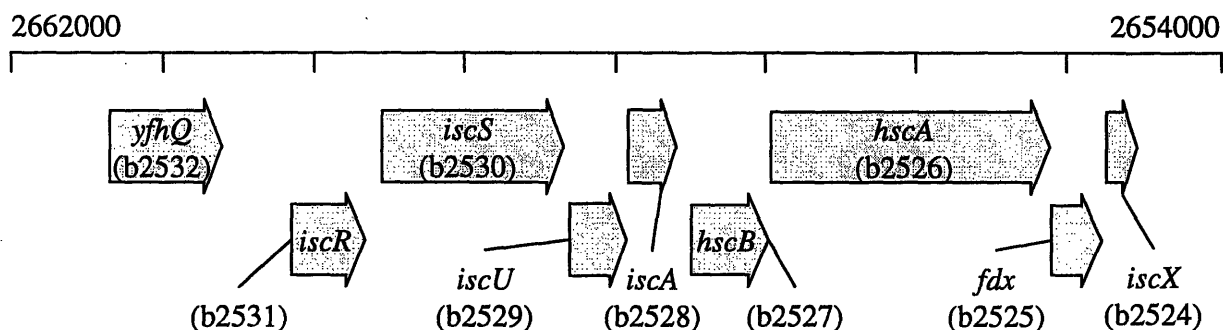 2662000 2654000
yfhQ iscS hscA
(b2532) (b2530) (b2526)
iscR hscB
iscU iscA fdx iscX
(b2531) (b2529) (b2528) (b2527) (b2525) (b2524)